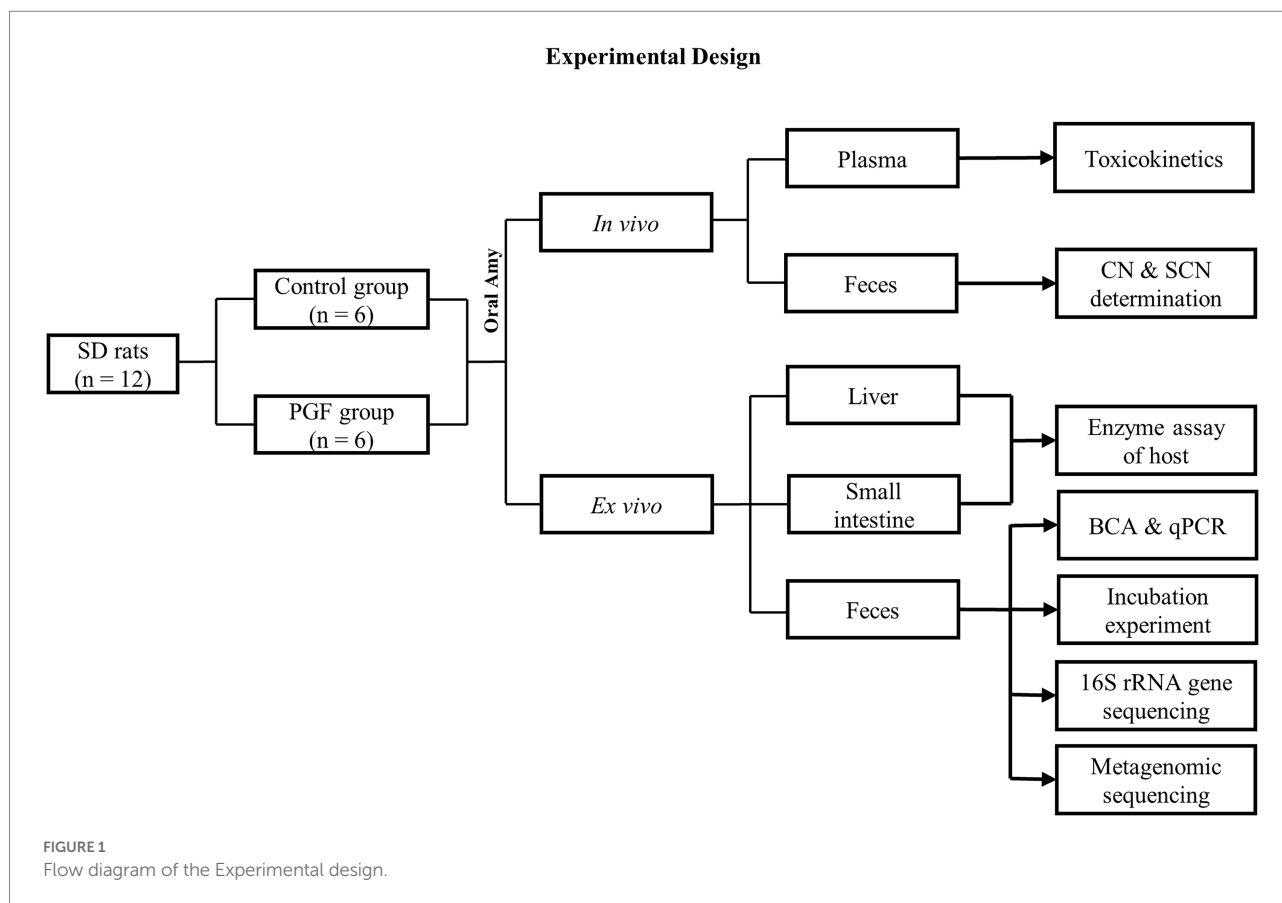 Experimental Design
SD rats
(n = 12)
Control group
(n = 6)
PGF group
(n = 6)
Oral Amy
In vivo
Plasma
Toxicokinetics
Feces
CN & SCN
determination
Ex vivo
Liver
Small
intestine
Enzyme assay
of host
Feces
BCA & qPCR
Incubation
experiment
16S rRNA gene
sequencing
Metagenomic
sequencing
FIGURE 1
Flow diagram of the Experimental design.